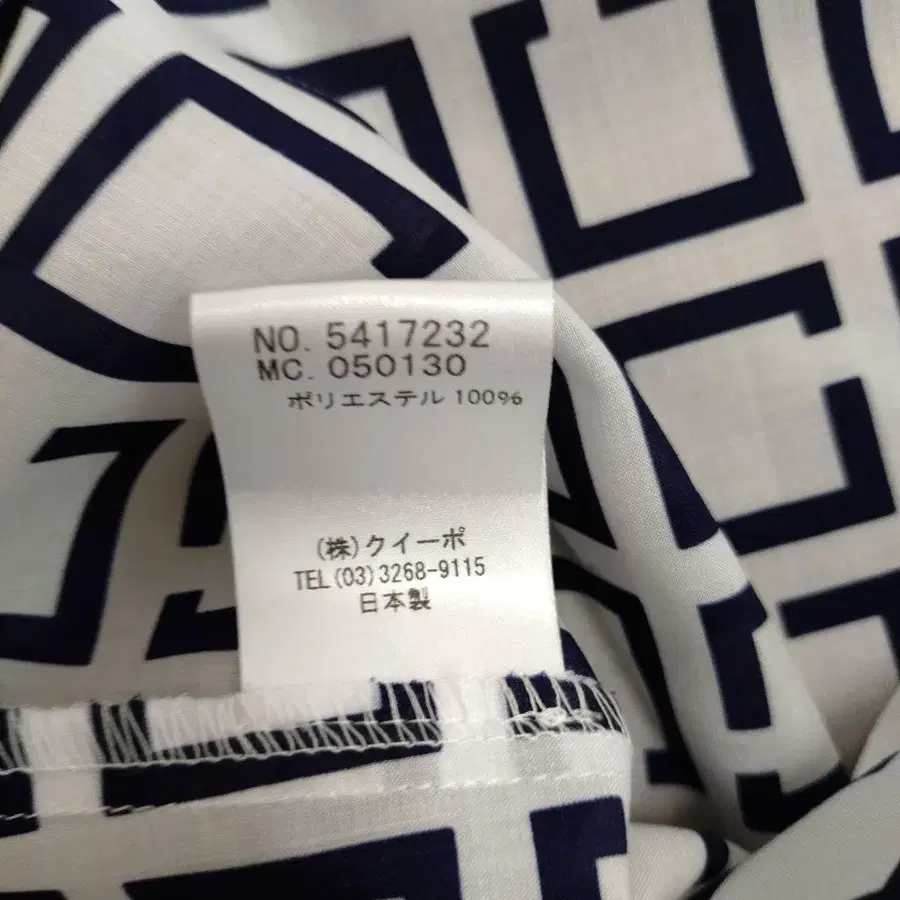 NO. 5417232
MC. 050130
ポリエステル 100%
(株)クイーポ
TEL(03)3268-9115
日本製